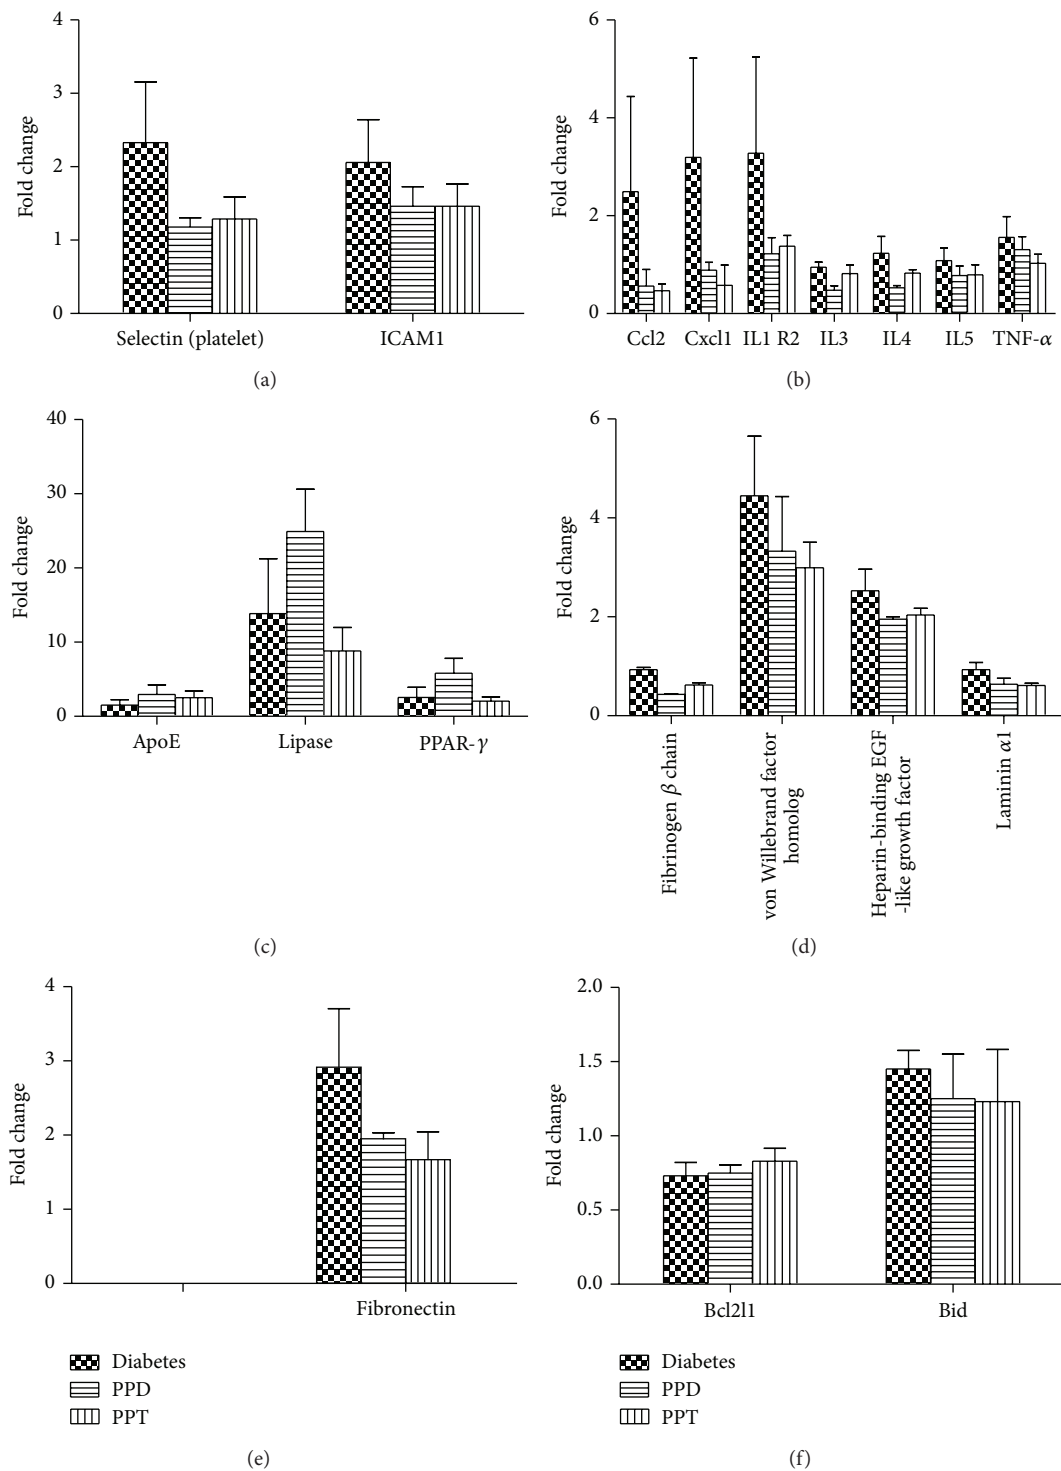 4
3
2
1
0
Fold change
Selectin (platelet)
ICAM1
(a)
6
4
2
0
Fold change
Ccl2
Cxcl1
IL1 R2
IL3
IL4
IL5
TNF-α
(b)
40
30
20
10
0
Fold change
ApoE
Lipase
PPAR-γ
(c)
6
4
2
0
Fold change
Fibrinogen β chain
von Willebrand factor
homolog
Heparin-binding EGF
-like growth factor
Laminin α1
(d)
4
3
2
1
0
Fold change
Fibronectin
Diabetes
PPD
PPT
(e)
2.0
1.5
1.0
0.5
0.0
Fold change
Bcl2l1
Bid
Diabetes
PPD
PPT
(f)